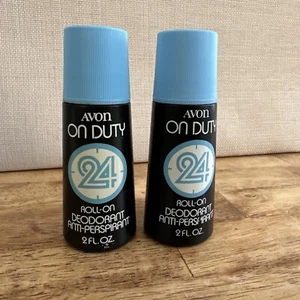 AVON
ON DUTY
24
ROLL-ON
DEODORANT
ANTI-PERSPIRANT
2 FL. OZ.
AVON
ON DUTY
24
ROLL-ON
DEODORANT
ANTI-PERSPIRANT
2 FL. OZ.